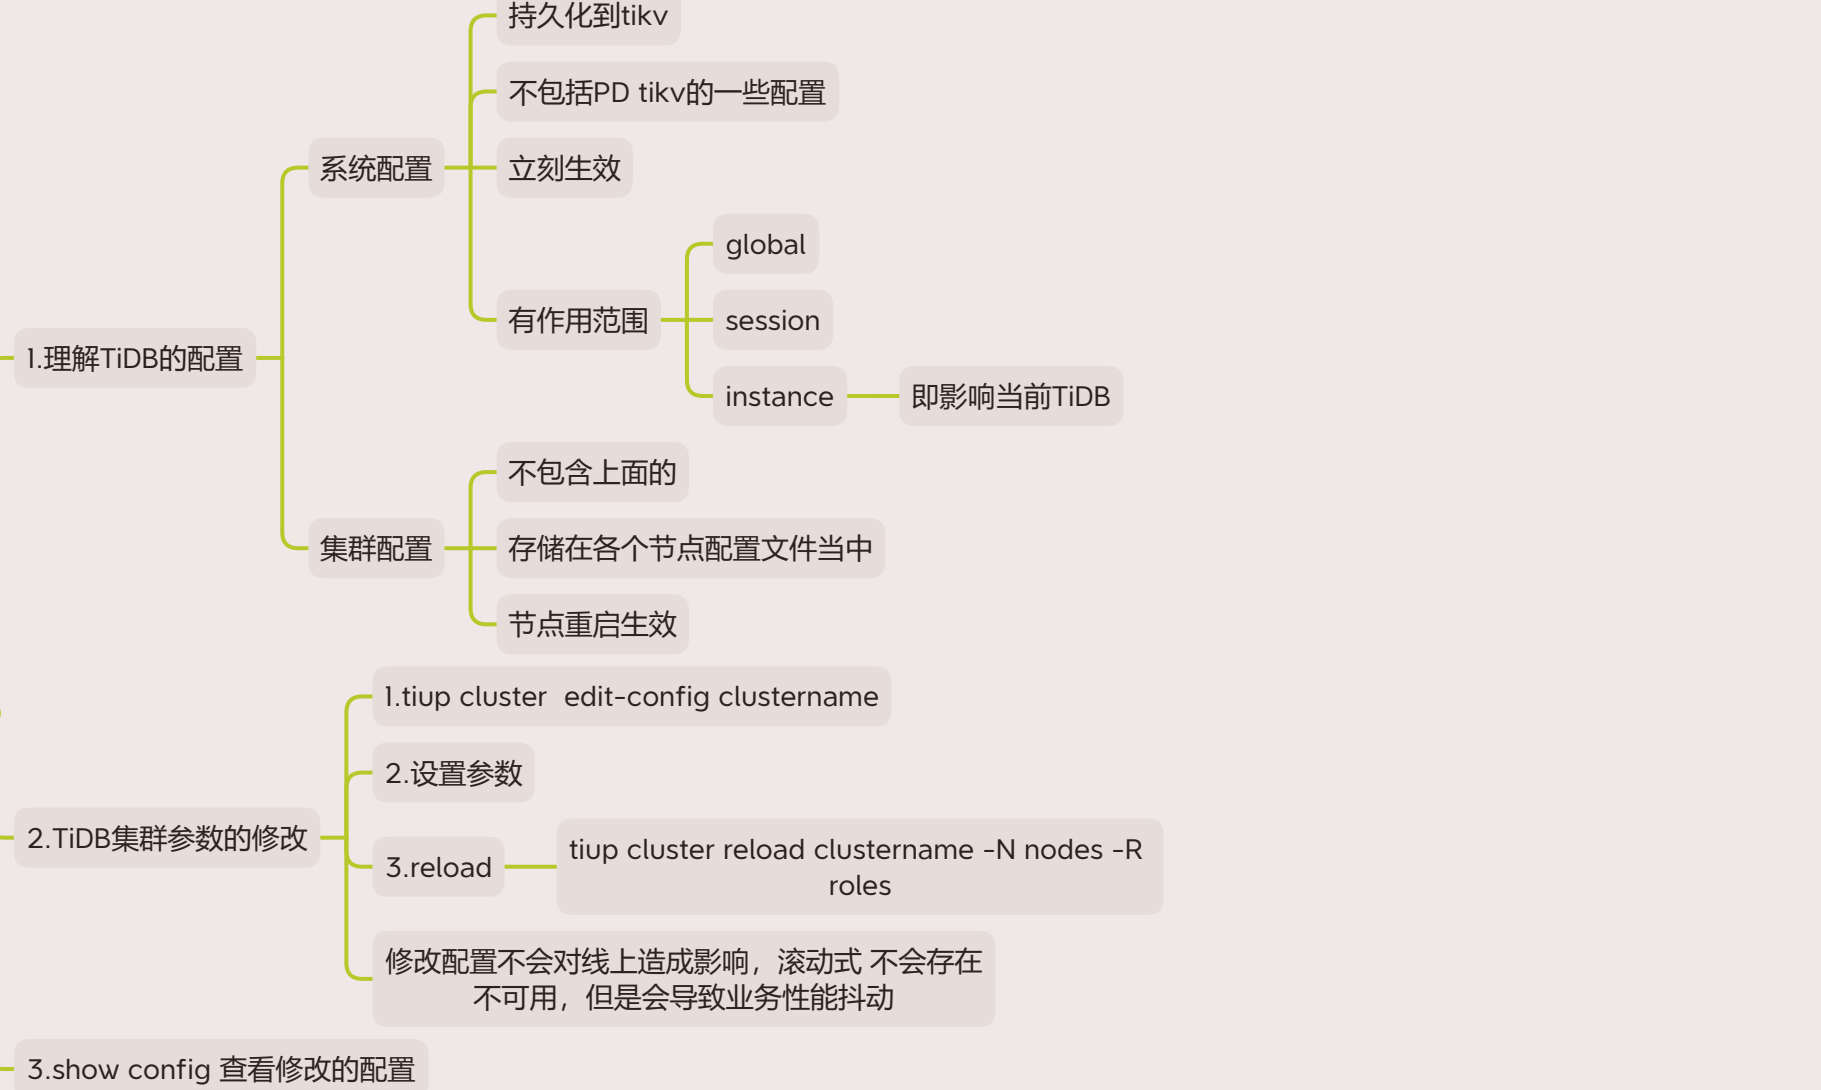 持久化到tikv
不包括PD tikv的一些配置
系统配置
立刻生效
global
有作用范围
session
1.理解TiDB的配置
instance
即影响当前TiDB
不包含上面的
集群配置
存储在各个节点配置文件当中
节点重启生效
1.tiup cluster  edit-config clustername
2.设置参数
2.TiDB集群参数的修改
3.reload
tiup cluster reload clustername -N nodes -R
roles
修改配置不会对线上造成影响，滚动式 不会存在
不可用，但是会导致业务性能抖动
3.show config 查看修改的配置